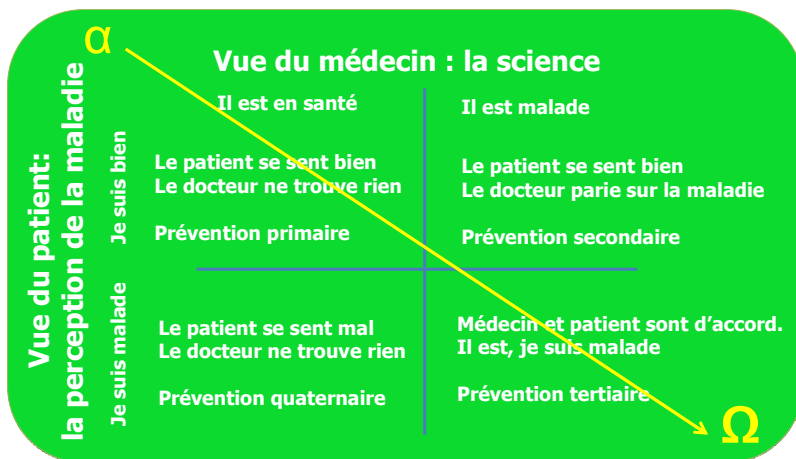 α
Vue du médecin : la science
Vue du patient:
la perception de la maladie
Il est en santé
Il est malade
Je suis bien
Le patient se sent bien
Le docteur ne trouve rien
Prévention primaire
Le patient se sent bien
Le docteur parie sur la maladie
Prévention secondaire
Je suis malade
Le patient se sent mal
Le docteur ne trouve rien
Prévention quaternaire
Médecin et patient sont d’accord.
Il est, je suis malade
Prévention tertiaire
Ω